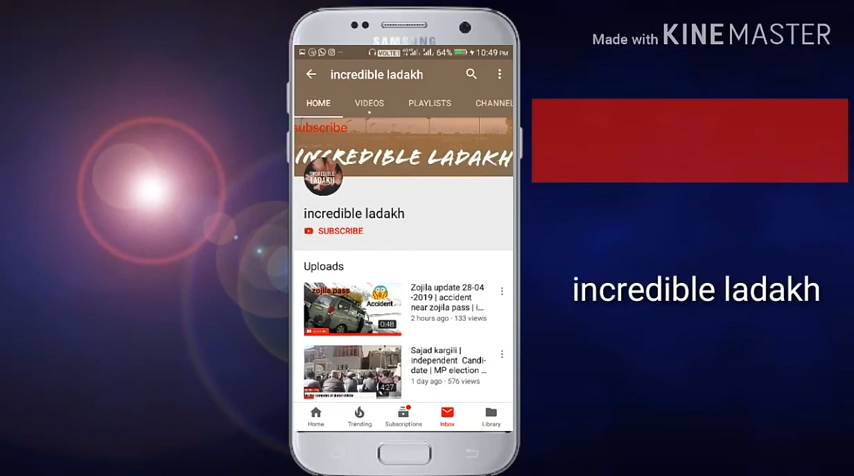 Made with KINEMASTER
SAMSUNG
VOLTE 64% 10:49 PM
incredible ladakh
HOME VIDEOS PLAYLISTS CHANNEL
subscribe
INCREDIBLE LADAKH
INCREDIBLE LADAKH
incredible ladakh
SUBSCRIBE
Uploads
zojila pass
Accident
0:48
Zojila update 28-04
-2019 | accident
near zojila pass | i...
2 hours ago · 133 views
4:27
Sajad kargili |
independent Candi-
date | MP election ...
1 day ago · 576 views
Home Trending Subscriptions Inbox Library
incredible ladakh